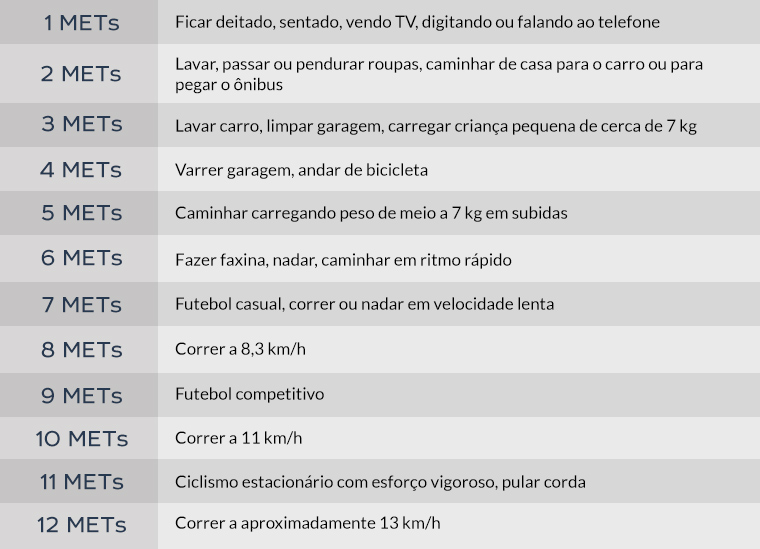 1 METs Ficar deitado, sentado, vendo TV, digitando ou falando ao telefone
2 METs Lavar, passar ou pendurar roupas, caminhar de casa para o carro ou para
pegar o ônibus
3 METs Lavar carro, limpar garagem, carregar criança pequena de cerca de 7 kg
4 METs Varrer garagem, andar de bicicleta
5 METs Caminhar carregando peso de meio a 7 kg em subidas
6 METs Fazer faxina, nadar, caminhar em ritmo rápido
7 METs Futebol casual, correr ou nadar em velocidade lenta
8 METs Correr a 8,3 km/h
9 METs Futebol competitivo
10 METs Correr a 11 km/h
11 METs Ciclismo estacionário com esforço vigoroso, pular corda
12 METs Correr a aproximadamente 13 km/h